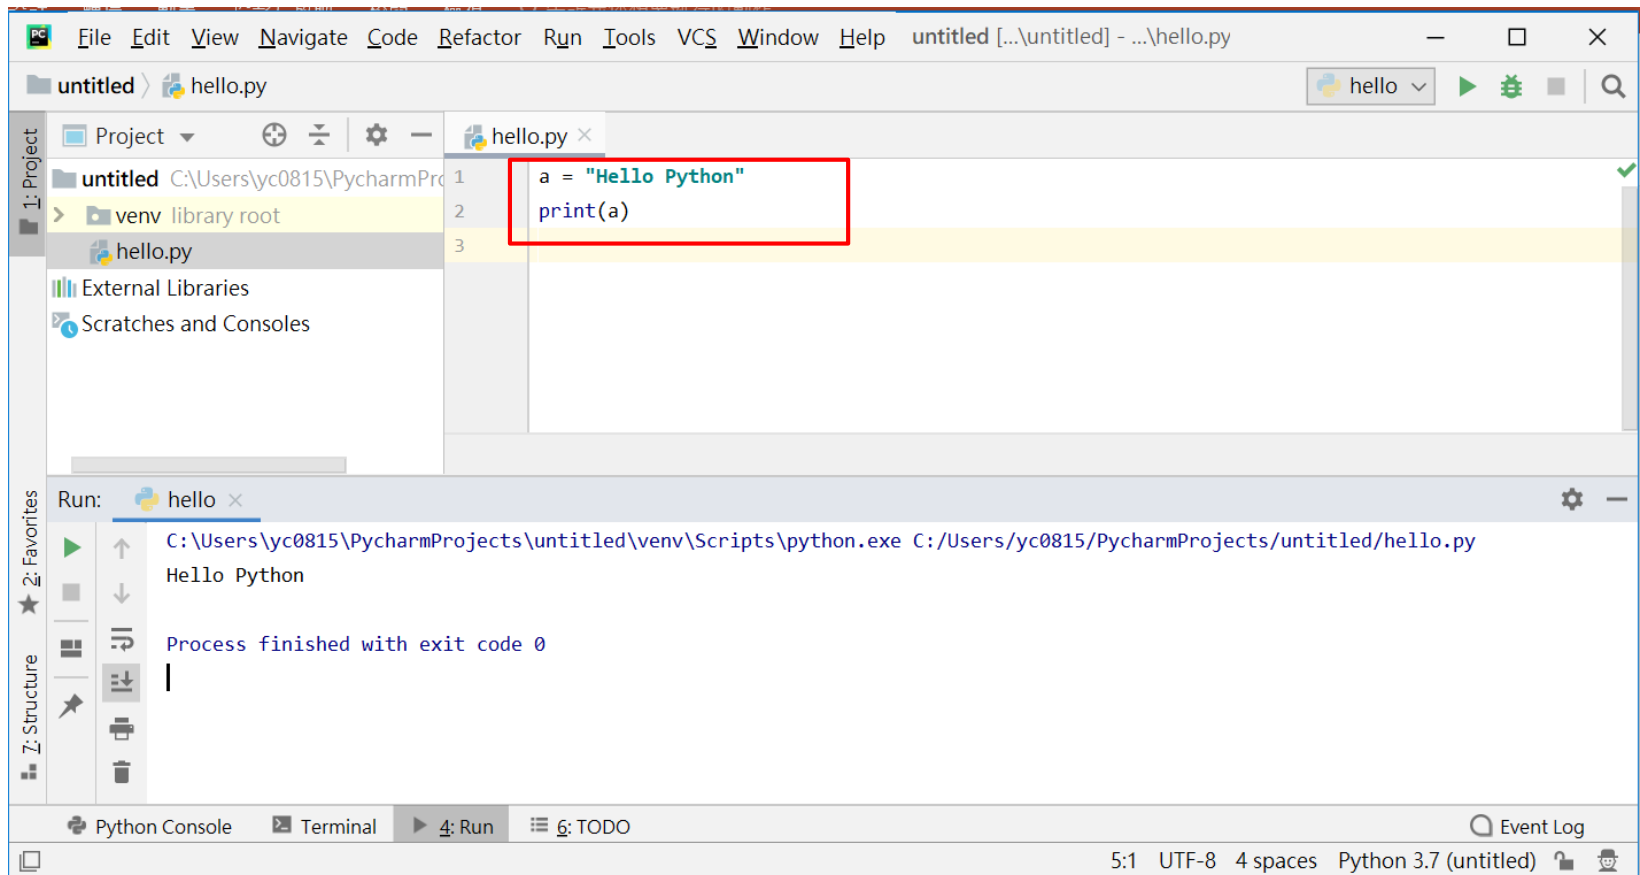 PC File Edit View Navigate Code Refactor Run Tools VCS Window Help untitled [...\untitled] - ...\hello.py
untitled hello.py hello
1: Project
Project
hello.py
untitled C:\Users\yc0815\PycharmPr
venv library root
hello.py
External Libraries
Scratches and Consoles
1 a = "Hello Python"
2 print(a)
3
2: Favorites
7: Structure
Run: hello
C:\Users\yc0815\PycharmProjects\untitled\venv\Scripts\python.exe C:/Users/yc0815/PycharmProjects/untitled/hello.py
Hello Python
Process finished with exit code 0
Python Console Terminal 4: Run 6: TODO Event Log
5:1 UTF-8 4 spaces Python 3.7 (untitled)